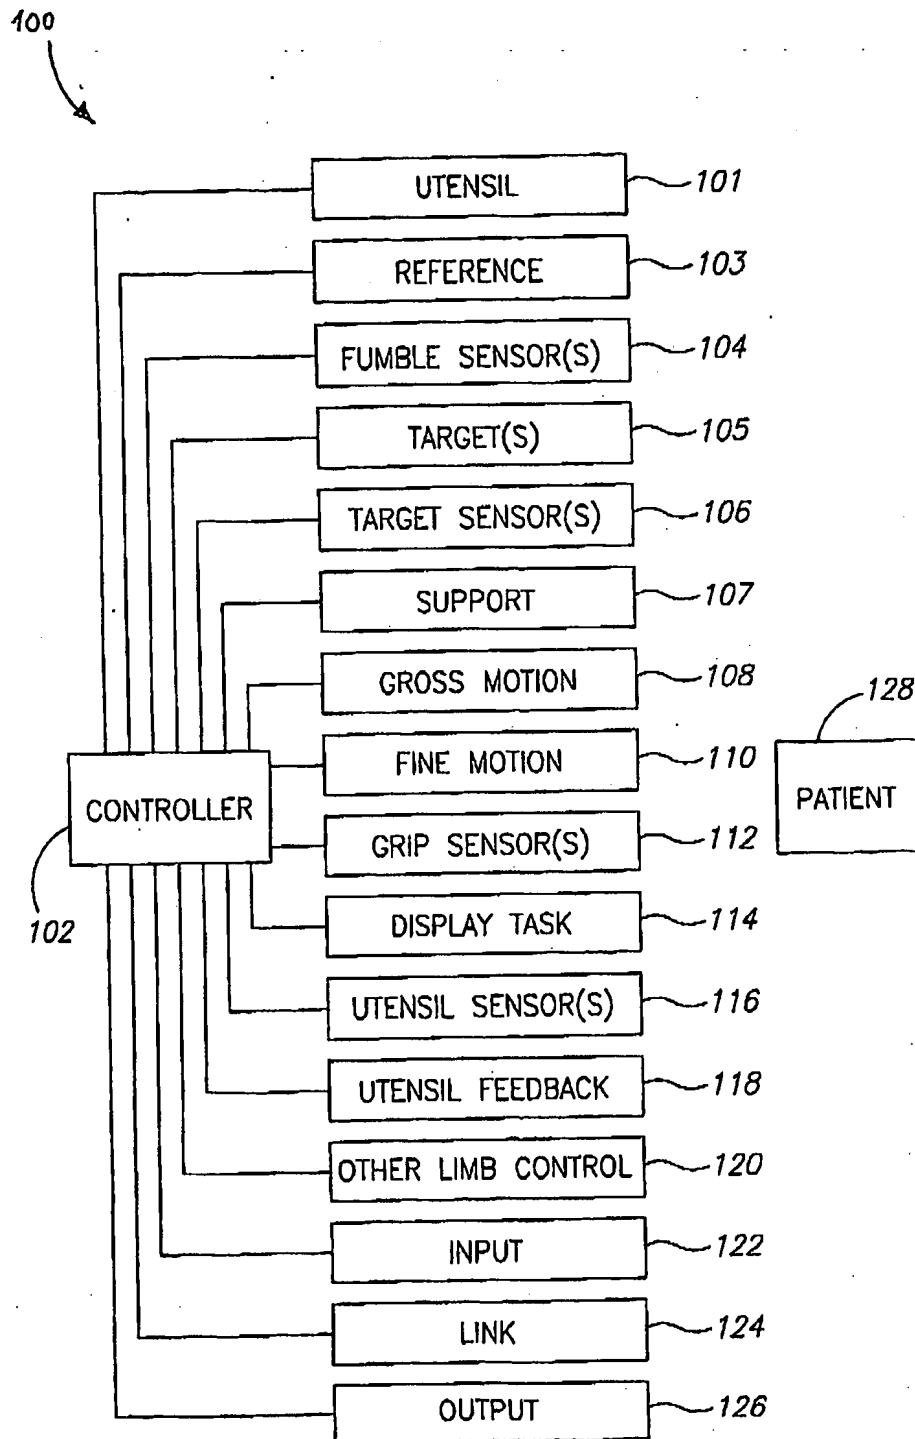 100
UTENSIL 101
REFERENCE 103
FUMBLE SENSOR(S) 104
TARGET(S) 105
TARGET SENSOR(S) 106
SUPPORT 107
GROSS MOTION 108
128
FINE MOTION 110
CONTROLLER
PATIENT
GRIP SENSOR(S) 112
102
DISPLAY TASK 114
UTENSIL SENSOR(S) 116
UTENSIL FEEDBACK 118
OTHER LIMB CONTROL 120
INPUT 122
LINK 124
OUTPUT 126